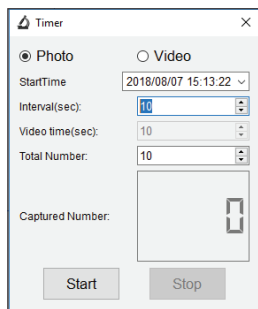 Timer
Photo Video
StartTime 2018/08/07 15:13:22
Interval(sec): 10
Video time(sec): 10
Total Number: 10
Captured Number: 0
Start Stop